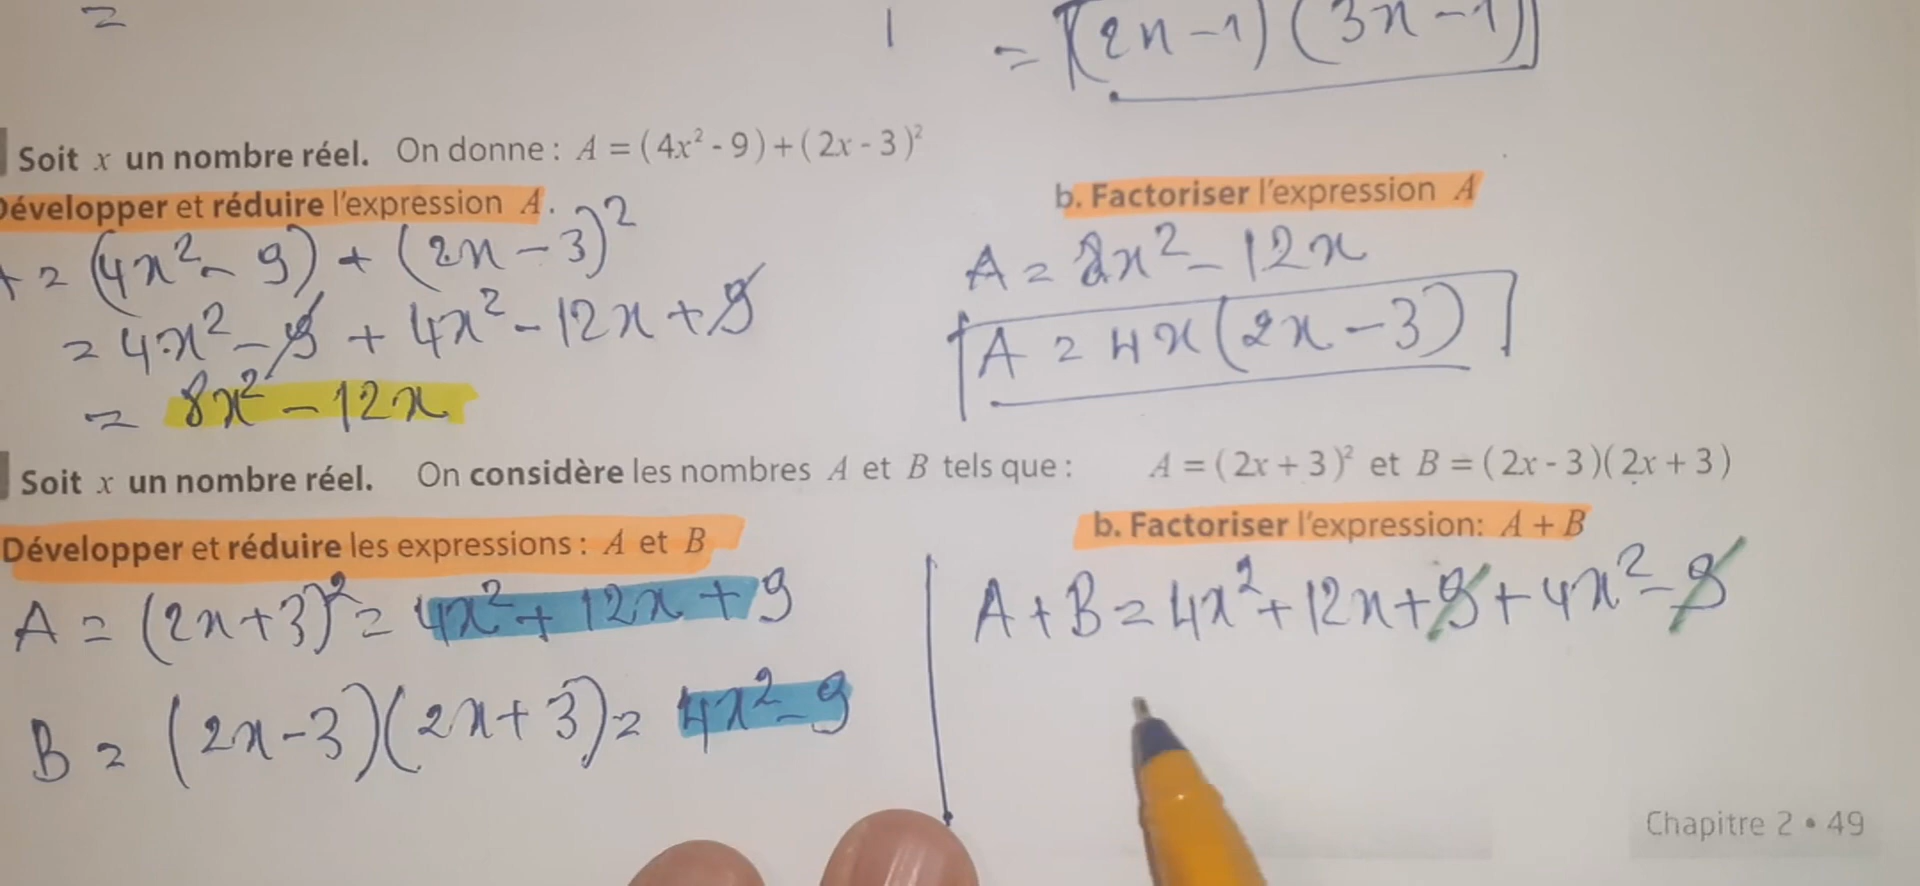 =
= (2x-1)(3x-1)
Soit x un nombre réel. On donne : A = (4x² - 9) + (2x - 3)²
Développer et réduire l'expression A.
= (4x² - 9) + (2x - 3)²
= 4x² - 9 + 4x² - 12x + 9
= 8x² - 12x
b. Factoriser l'expression A
A = 8x² - 12x
A = 4x(2x - 3)
Soit x un nombre réel. On considère les nombres A et B tels que : A = (2x + 3)² et B = (2x - 3)(2x + 3)
Développer et réduire les expressions : A et B
A = (2x+3)² = 4x² + 12x + 9
B = (2x-3)(2x+3) = 4x² - 9
b. Factoriser l'expression: A + B
A + B = 4x² + 12x + 9 + 4x² - 9
Chapitre 2 • 49